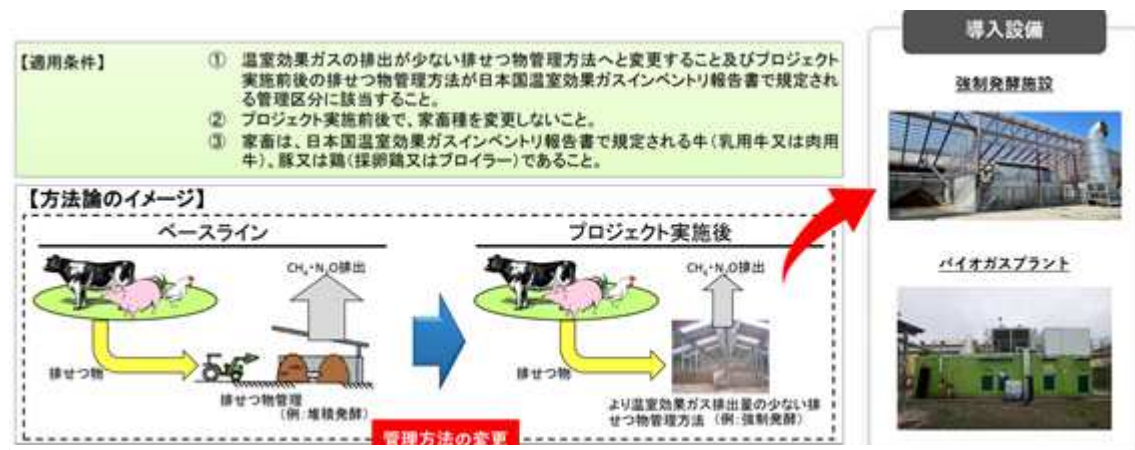 【適用条件】
① 温室効果ガスの排出が少ない排せつ物管理方法へと変更すること及びプロジェクト
実施前後の排せつ物管理方法が日本国温室効果ガスインベントリ報告書で規定され
る管理区分に該当すること。
② プロジェクト実施前後で、家畜種を変更しないこと。
③ 家畜は、日本国温室効果ガスインベントリ報告書で規定される牛(乳用牛又は肉用
牛)、豚又は鶏(採卵鶏又はブロイラー)であること。
【方法論のイメージ】
ベースライン
CH₄・N₂O排出
排せつ物
排せつ物管理
(例:堆積発酵)
プロジェクト実施後
CH₄・N₂O排出
排せつ物
より温室効果ガス排出量の少ない排
せつ物管理方法 (例:強制発酵)
管理方法の変更
導入設備
強制発酵施設
バイオガスプラント